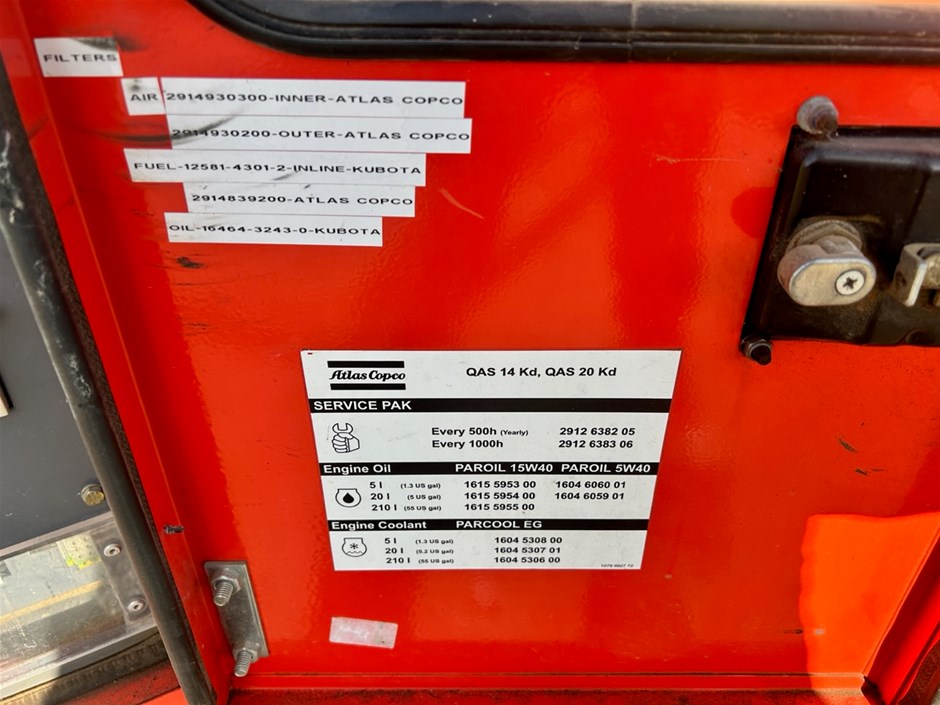 FILTERS
AIR 2914930300-INNER-ATLAS COPCO
2914930200-OUTER-ATLAS COPCO
FUEL-12581-4301-2-INLINE-KUBOTA
2914839200-ATLAS COPCO
OIL-16464-3243-0-KUBOTA
Atlas Copco QAS 14 Kd, QAS 20 Kd
SERVICE PAK
Every 500h (Yearly) 2912 6382 05
Every 1000h 2912 6383 06
Engine Oil PAROIL 15W40 PAROIL 5W40
5 l (1.3 US gal) 1615 5953 00 1604 6060 01
20 l (5 US gal) 1615 5954 00 1604 6059 01
210 l (55 US gal) 1615 5955 00
Engine Coolant PARCOOL EG
5 l (1.3 US gal) 1604 5308 00
20 l (5.2 US gal) 1604 5307 01
210 l (55 US gal) 1604 5306 00